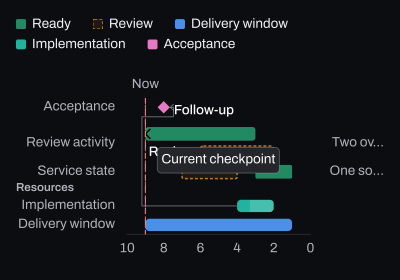 Ready Review Delivery window
Implementation Acceptance
Now
Acceptance Follow-up
Review activity Two ov...
Current checkpoint
Service state One so...
Resources
Implementation
Delivery window
10 8 6 4 2 0